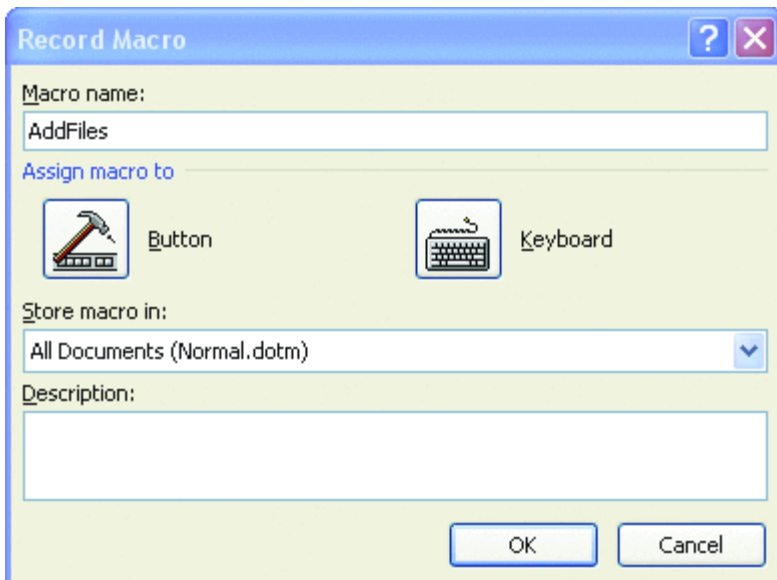 Record Macro
Macro name:
AddFiles
Assign macro to
Button
Keyboard
Store macro in:
All Documents (Normal.dotm)
Description:
OK
Cancel